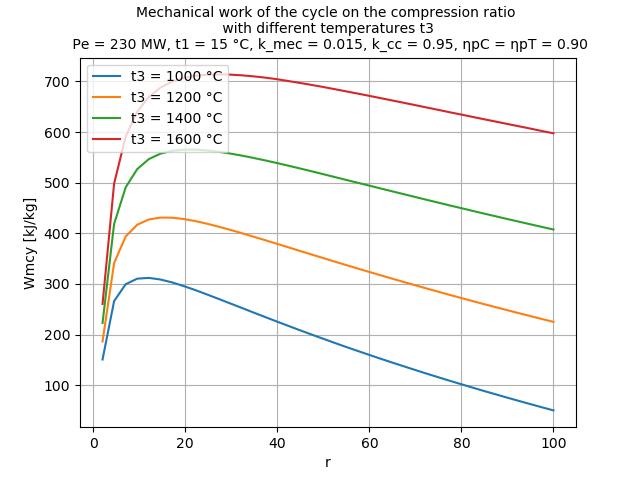 Mechanical work of the cycle on the compression ratio
with different temperatures t3
Pe = 230 MW, t1 = 15 °C, k_mec = 0.015, k_cc = 0.95, ηpC = ηpT = 0.90
t3 = 1000 °C
t3 = 1200 °C
t3 = 1400 °C
t3 = 1600 °C
Wmcy [kJ/kg]
700
600
500
400
300
200
100
0 20 40 60 80 100
r